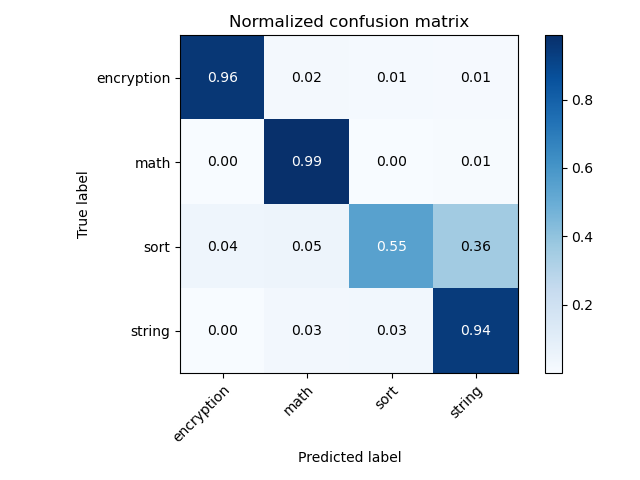 Normalized confusion matrix
True label
encryption 0.96 0.02 0.01 0.01
math 0.00 0.99 0.00 0.01
sort 0.04 0.05 0.55 0.36
string 0.00 0.03 0.03 0.94
encryption math sort string
Predicted label
0.8
0.6
0.4
0.2